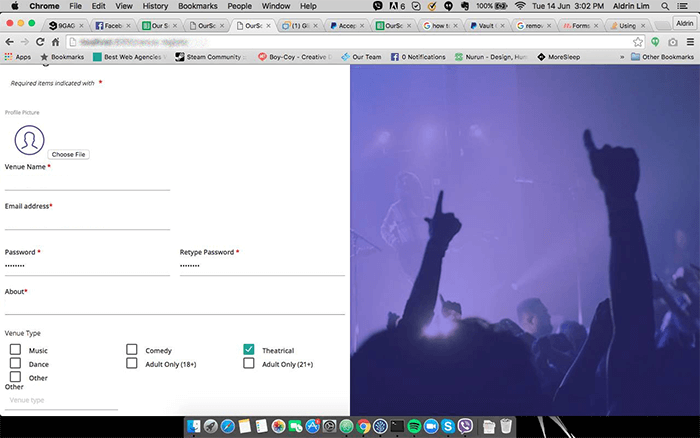 Chrome File Edit View History Bookmarks People Window Help 6 100% Tue 14 Jun 3:02 PM Aldrin Lim
9GAG Faceb Our S OurSc OurSc (1) G Accep OurSc how t Vault remov Forms Using Aldrin
Apps Bookmarks Best Web Agencies Steam Community Boy-Coy - Creative Our Team 0 Notifications Nurun - Design, Hum MoreSleep » Other Bookmarks
Required items indicated with *
Profile Picture
Choose File
Venue Name *
Email address*
Password * Retype Password *
•••••••• ••••••••
About*
Venue Type
Music Comedy Theatrical
Dance Adult Only (18+) Adult Only (21+)
Other
Other
Venue type